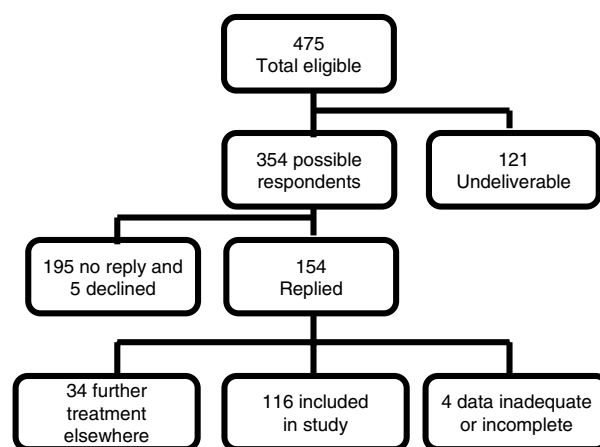 475
Total eligible
354 possible
respondents
121
Undeliverable
195 no reply and
5 declined
154
Replied
34 further
treatment
elsewhere
116 included
in study
4 data inadequate
or incomplete